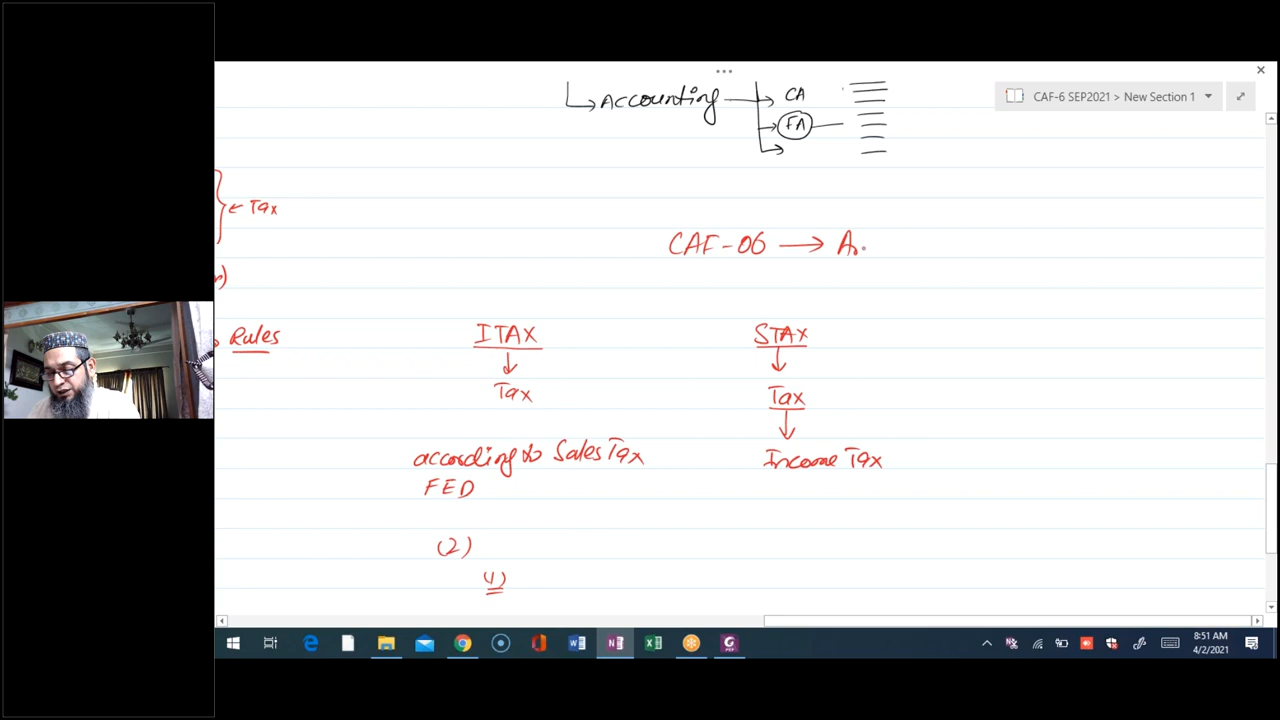 CAF-6 SEP2021 > New Section 1
Accounting
CA
FA
Tax
CAF-06
Rules
ITAX
STAX
Tax
Tax
according to Sales Tax
Income Tax
FED
(2)
(1)
8:51 AM
4/2/2021